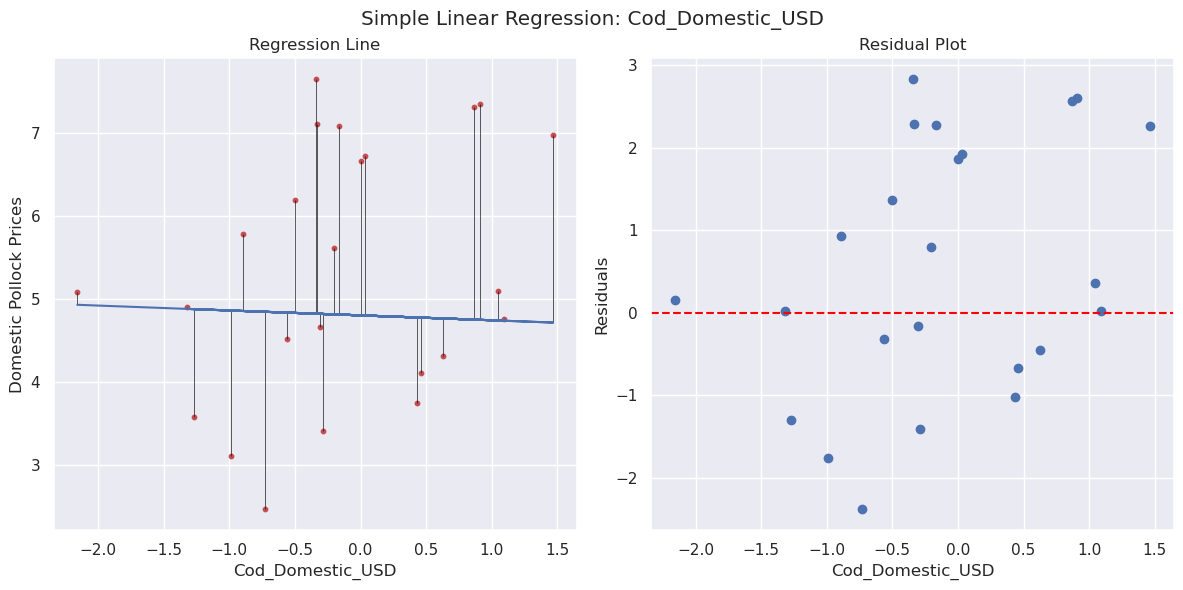 Simple Linear Regression: Cod_Domestic_USD
Regression Line
Domestic Pollock Prices
7
6
5
4
3
−2.0 −1.5 −1.0 −0.5 0.0 0.5 1.0 1.5
Cod_Domestic_USD
Residual Plot
Residuals
3
2
1
0
−1
−2
−2.0 −1.5 −1.0 −0.5 0.0 0.5 1.0 1.5
Cod_Domestic_USD